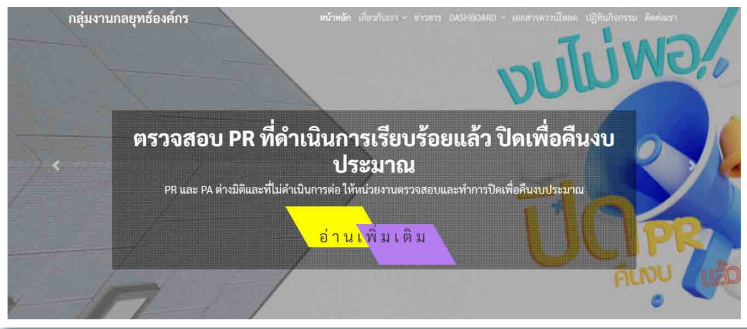 กลุ่มงานกลยุทธ์องค์กร
หน้าหลัก เกี่ยวกับเรา ข่าวสาร DASHBOARD เอกสารดาวน์โหลด ปฏิทินกิจกรรม ติดต่อเรา
งบไม่พอ!
ตรวจสอบ PR ที่ดำเนินการเรียบร้อยแล้ว ปิดเพื่อคืนงบ
ประมาณ
PR และ PA ต่างมิติและที่ไม่ดำเนินการต่อ ให้หน่วยงานตรวจสอบและทำการปิดเพื่อคืนงบประมาณ
อ่านเพิ่มเติม
ปิด PR
คืนงบ แล้ว